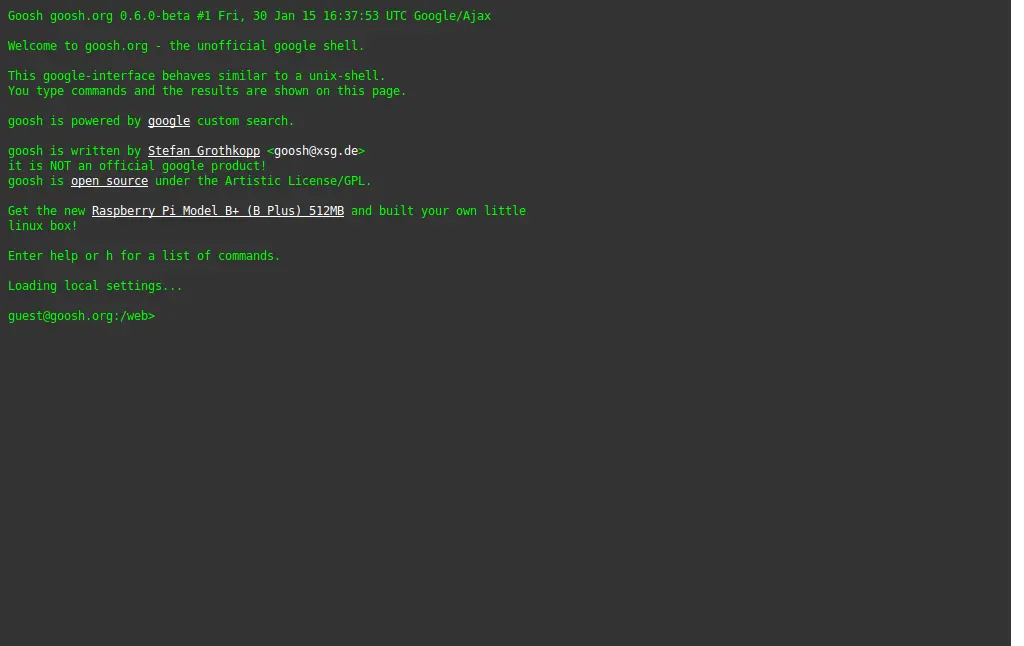 Goosh goosh.org 0.6.0-beta #1 Fri, 30 Jan 15 16:37:53 UTC Google/Ajax
Welcome to goosh.org - the unofficial google shell.
This google-interface behaves similar to a unix-shell.
You type commands and the results are shown on this page.
goosh is powered by google custom search.
goosh is written by Stefan Grothkopp <goosh@xsg.de>
it is NOT an official google product!
goosh is open source under the Artistic License/GPL.
Get the new Raspberry Pi Model B+ (B Plus) 512MB and built your own little
linux box!
Enter help or h for a list of commands.
Loading local settings...
guest@goosh.org:/web>